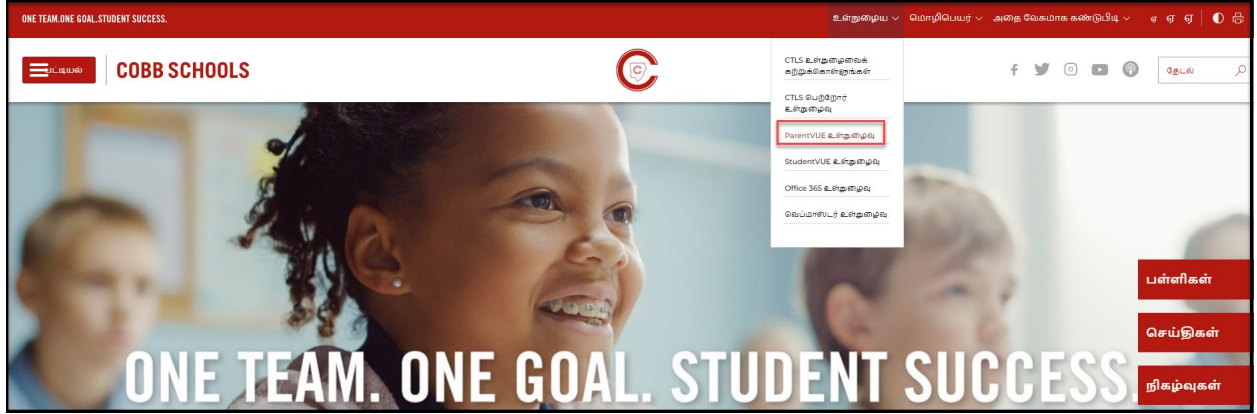 ONE TEAM.ONE GOAL.STUDENT SUCCESS.
உள்நுழைய மொழிபெயர் அதை வேகமாக கண்டுபிடி ஏ ஏ ஏ
பட்டியல் COBB SCHOOLS
C
தேடல்
CTLS உள்நுழைவைக்
கற்றுக்கொள்ளுங்கள்
CTLS பெற்றோர்
உள்நுழைவு
ParentVUE உள்நுழைவு
StudentVUE உள்நுழைவு
Office 365 உள்நுழைவு
வெப்மாஸ்டர் உள்நுழைவு
பள்ளிகள்
செய்திகள்
நிகழ்வுகள்
ONE TEAM. ONE GOAL. STUDENT SUCCESS.